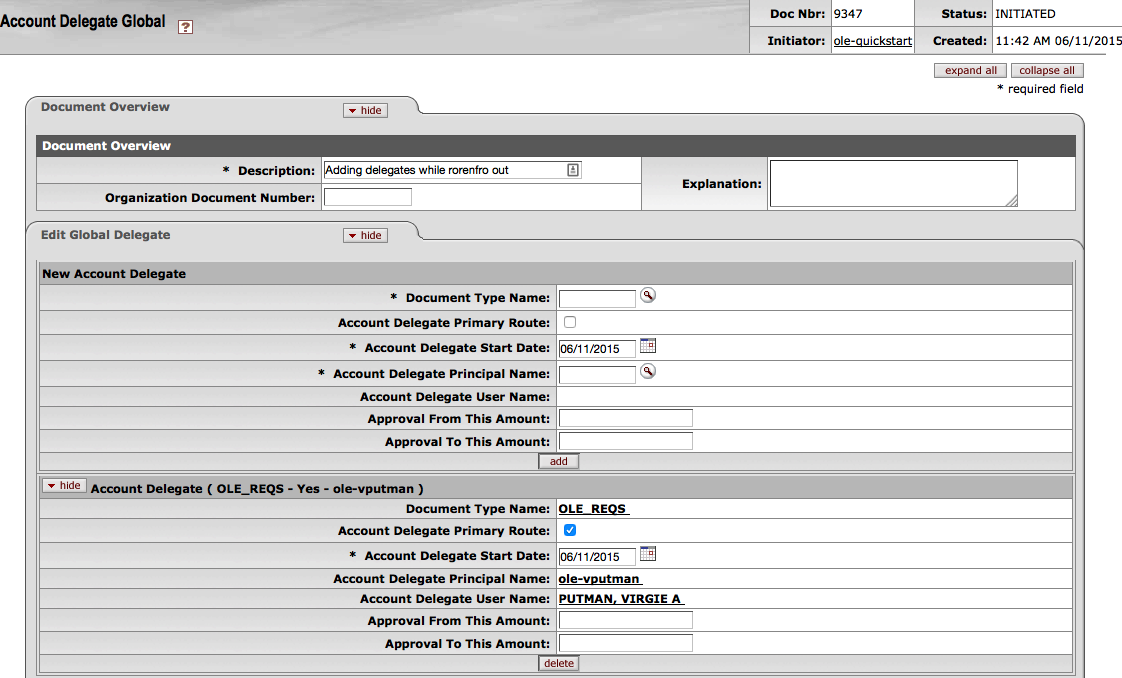 Account Delegate Global ?
Doc Nbr: 9347 Status: INITIATED
Initiator: ole-quickstart Created: 11:42 AM 06/11/2015
expand all collapse all
* required field
Document Overview hide
Document Overview
* Description: Adding delegates while rorenfro out
Explanation:
Organization Document Number:
Edit Global Delegate hide
New Account Delegate
* Document Type Name:
Account Delegate Primary Route:
* Account Delegate Start Date: 06/11/2015
* Account Delegate Principal Name:
Account Delegate User Name:
Approval From This Amount:
Approval To This Amount:
add
hide Account Delegate ( OLE_REQS - Yes - ole-vputman )
Document Type Name: OLE_REQS
Account Delegate Primary Route:
* Account Delegate Start Date: 06/11/2015
Account Delegate Principal Name: ole-vputman
Account Delegate User Name: PUTMAN, VIRGIE A
Approval From This Amount:
Approval To This Amount:
delete